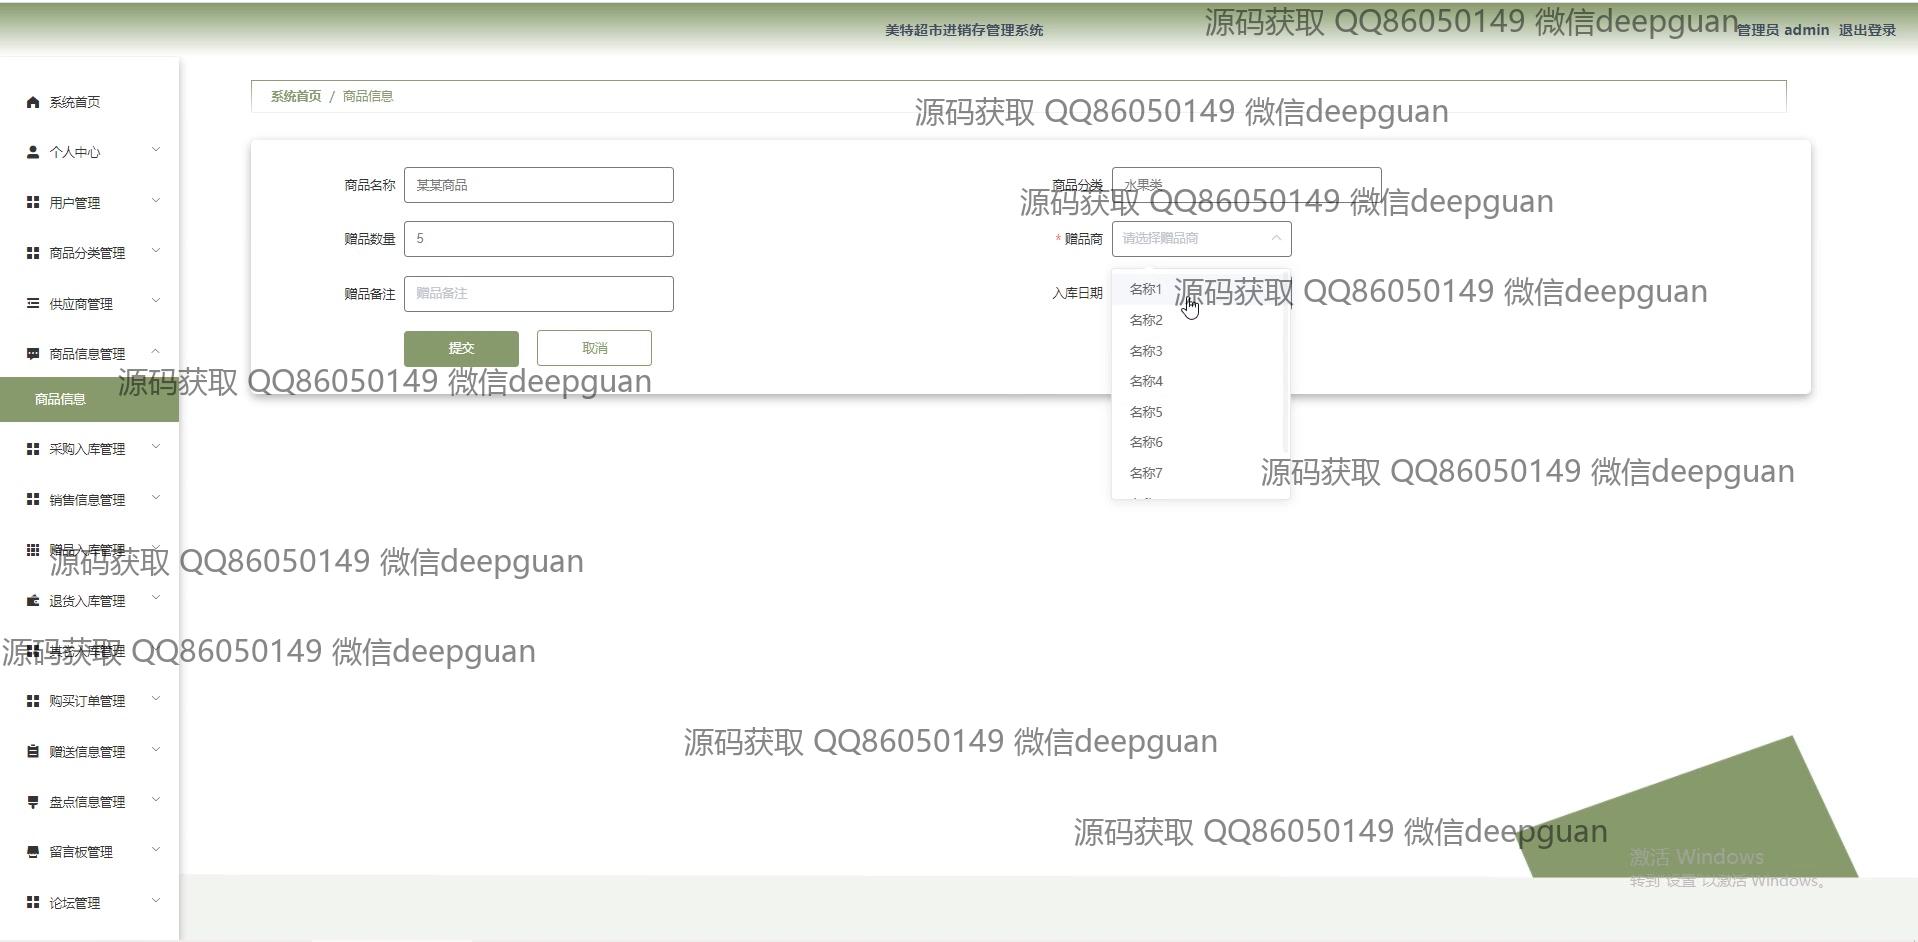 美特超市进销存管理系统
源码获取 QQ86050149 微信deepguan
管理员 admin 退出登录
系统首页
个人中心
用户管理
商品分类管理
供应商管理
商品信息管理
商品信息
采购入库管理
销售信息管理
赠品入库管理
退货入库管理
其它入库管理
购买订单管理
赠送信息管理
盘点信息管理
留言板管理
论坛管理
系统首页 / 商品信息
源码获取 QQ86050149 微信deepguan
商品名称 某某商品
商品分类 水果类
源码获取 QQ86050149 微信deepguan
赠品数量 5
* 赠品商 请选择赠品商
赠品备注 赠品备注
入库日期
名称1
源码获取 QQ86050149 微信deepguan
名称2
名称3
名称4
名称5
名称6
名称7
提交 取消
源码获取 QQ86050149 微信deepguan
源码获取 QQ86050149 微信deepguan
源码获取 QQ86050149 微信deepguan
源码获取 QQ86050149 微信deepguan
源码获取 QQ86050149 微信deepguan
源码获取 QQ86050149 微信deepguan
激活 Windows
转到"设置"以激活 Windows。